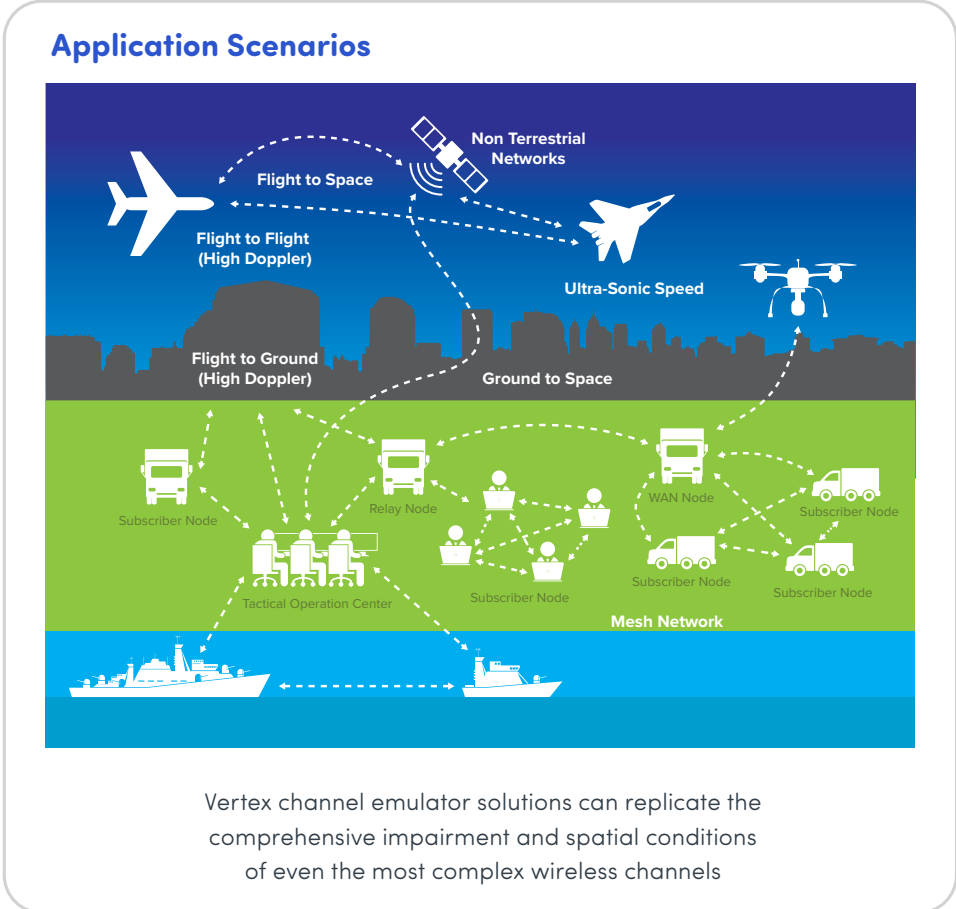 Application Scenarios
Non Terrestrial
Networks
Flight to Space
Flight to Flight
(High Doppler)
Ultra-Sonic Speed
Flight to Ground
(High Doppler)
Ground to Space
Subscriber Node
Relay Node
WAN Node
Subscriber Node
Subscriber Node
Subscriber Node
Subscriber Node
Tactical Operation Center
Mesh Network
Vertex channel emulator solutions can replicate the
comprehensive impairment and spatial conditions
of even the most complex wireless channels